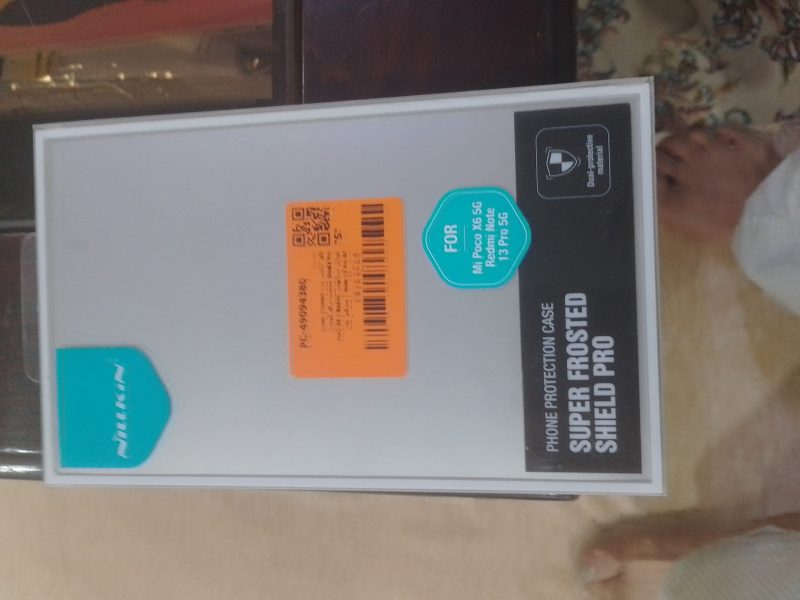 NILLKIN
PC-49094380
"S"
FOR
Mi Poco X6 5G
Redmi Note
13 Pro 5G
Dual-protective
material
PHONE PROTECTION CASE
SUPER FROSTED
SHIELD PRO